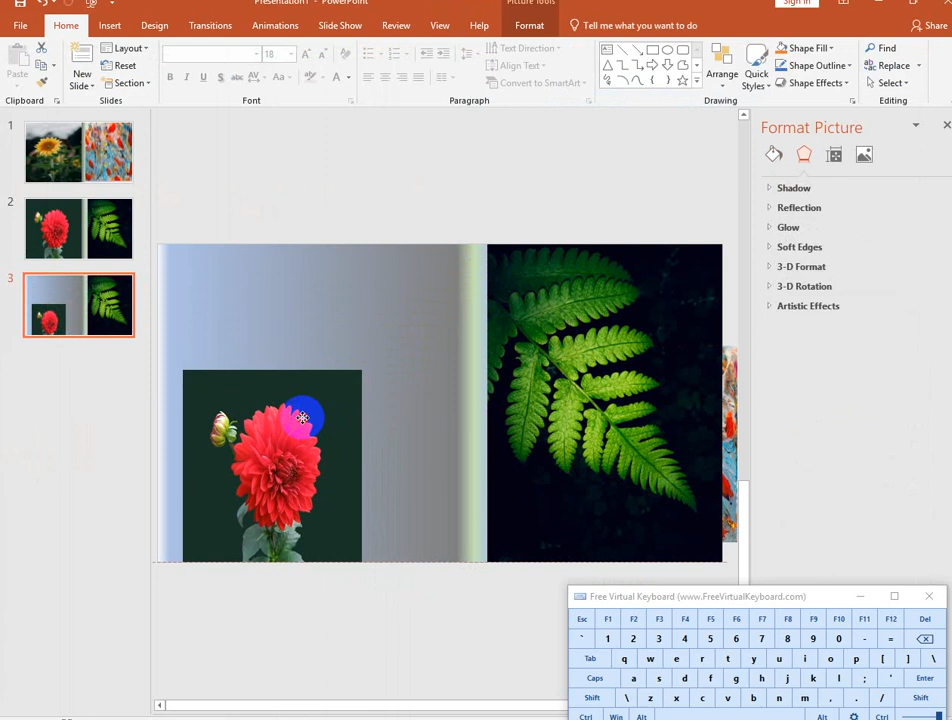 Presentation1 - PowerPoint
Picture Tools
Sign in
File Home Insert Design Transitions Animations Slide Show Review View Help Format Tell me what you want to do Share
Paste
New Slide
Layout
Reset
Section
18
B I U S abc AV Aa A
Text Direction
Align Text
Convert to SmartArt
Arrange
Quick Styles
Shape Fill
Shape Outline
Shape Effects
Find
Replace
Select
Clipboard Slides Font Paragraph Drawing Editing
1
2
3
Format Picture
Shadow
Reflection
Glow
Soft Edges
3-D Format
3-D Rotation
Artistic Effects
Free Virtual Keyboard (www.FreeVirtualKeyboard.com)
Esc F1 F2 F3 F4 F5 F6 F7 F8 F9 F10 F11 F12 Del
` 1 2 3 4 5 6 7 8 9 0 - =
Tab q w e r t y u i o p [ ] \
Caps a s d f g h j k l ; ' Enter
Shift \ z x c v b n m , . / Shift
Ctrl Win Alt Alt Ctrl